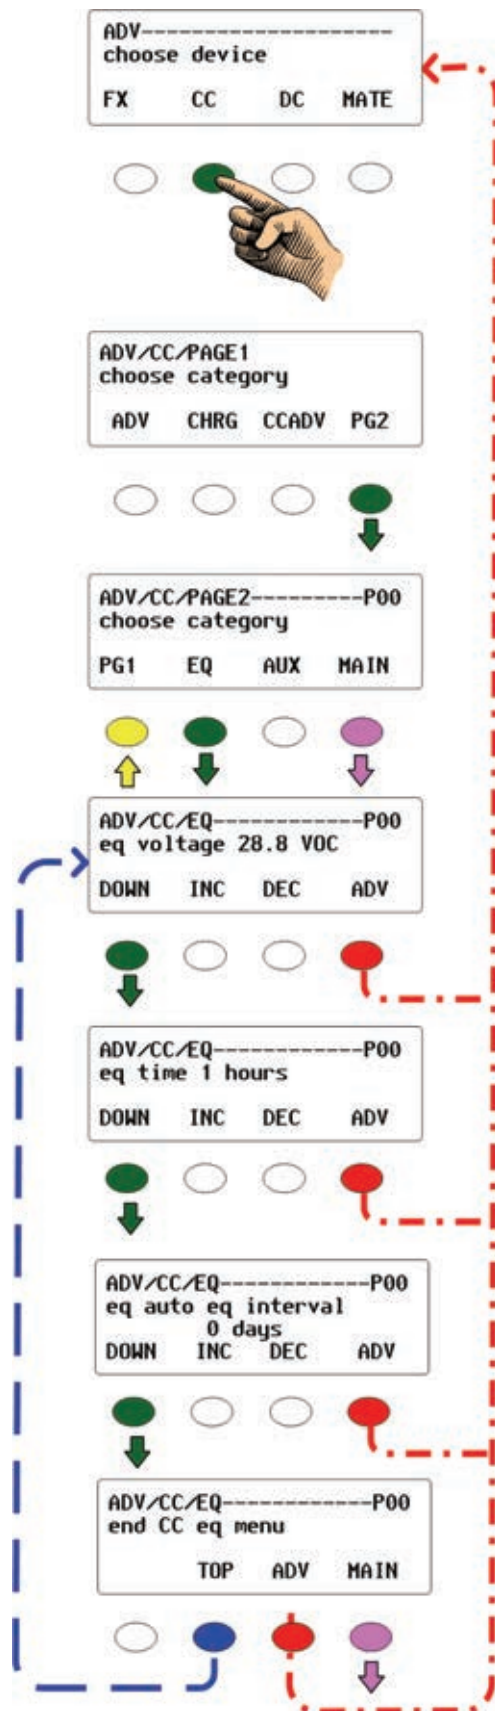 ADV-----------------------
choose device
FX CC DC MATE
ADV/CC/PAGE1
choose category
ADV CHRG CCADV PG2
ADV/CC/PAGE2----------P00
choose category
PG1 EQ AUX MAIN
ADV/CC/EQ--------------P00
eq voltage 28.8 VOC
DOWN INC DEC ADV
ADV/CC/EQ--------------P00
eq time 1 hours
DOWN INC DEC ADV
ADV/CC/EQ--------------P00
eq auto eq interval
0 days
DOWN INC DEC ADV
ADV/CC/EQ--------------P00
end CC eq menu
TOP ADV MAIN